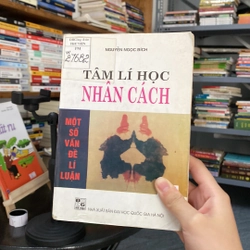 NGUYỄN NGỌC BÍCH
TÂM LÍ HỌC
NHÂN CÁCH
MỘT
SỐ
VẤN
ĐỀ
LÍ
LUẬN
NHÀ XUẤT BẢN ĐẠI HỌC QUỐC GIA HÀ NỘI